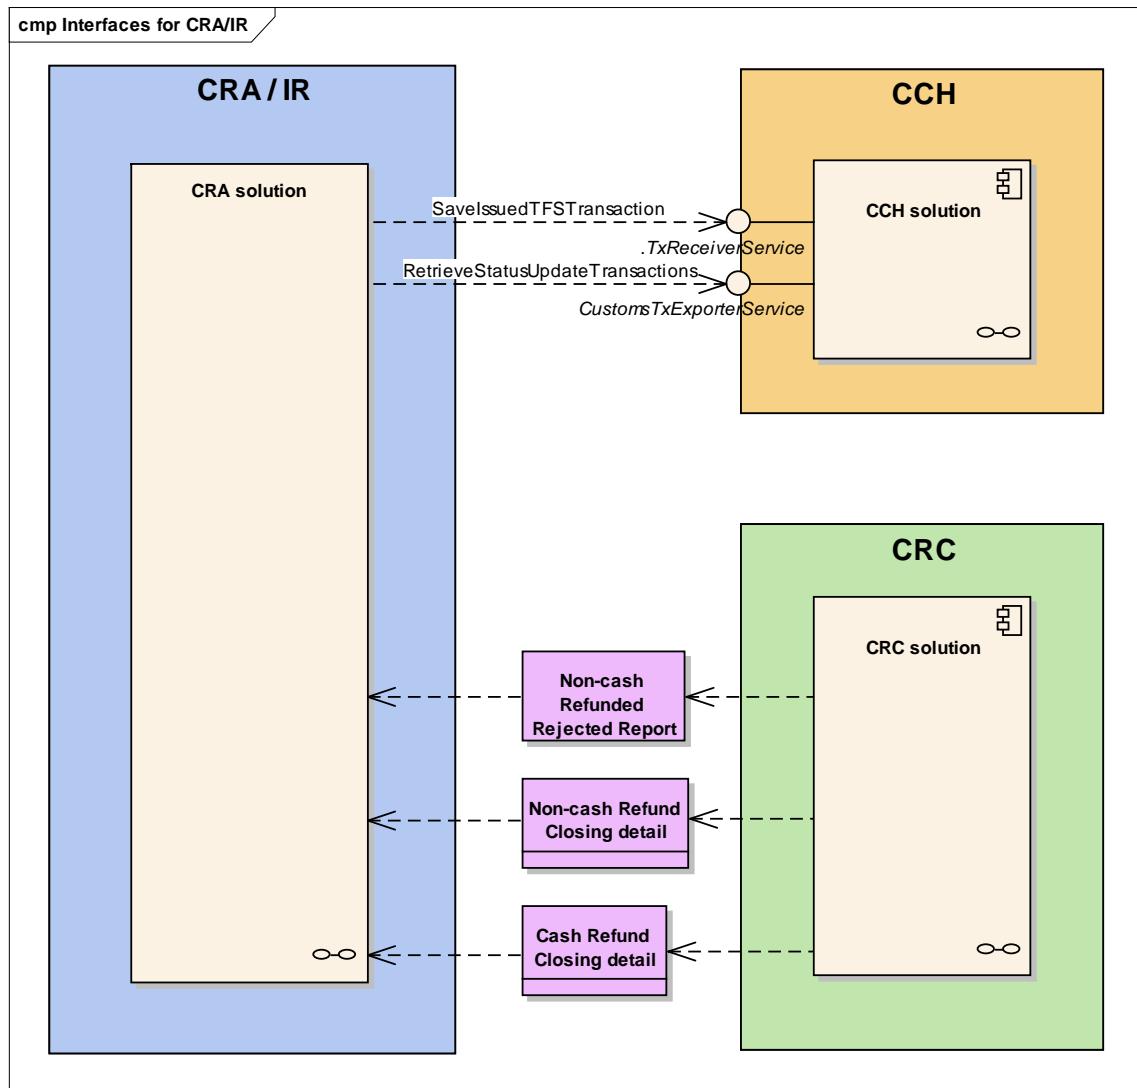 cmp Interfaces for CRA/IR
CRA / IR
CRA solution
CCH
CCH solution
SaveIssuedTFSTransaction
.TxReceiverService
RetrieveStatusUpdateTransactions
CustomsTxExporterService
CRC
CRC solution
Non-cash
Refunded
Rejected Report
Non-cash Refund
Closing detail
Cash Refund
Closing detail